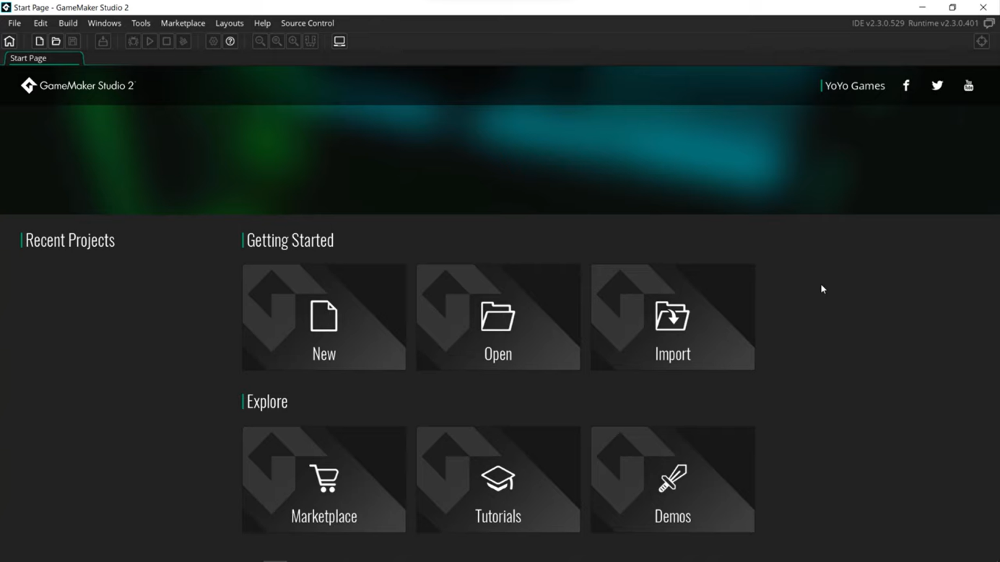 Start Page - GameMaker Studio 2
File Edit Build Windows Tools Marketplace Layouts Help Source Control IDE v2.3.0.529 Runtime v2.3.0.401
Start Page
GameMaker Studio 2 YoYo Games
Recent Projects Getting Started
New Open Import
Explore
Marketplace Tutorials Demos